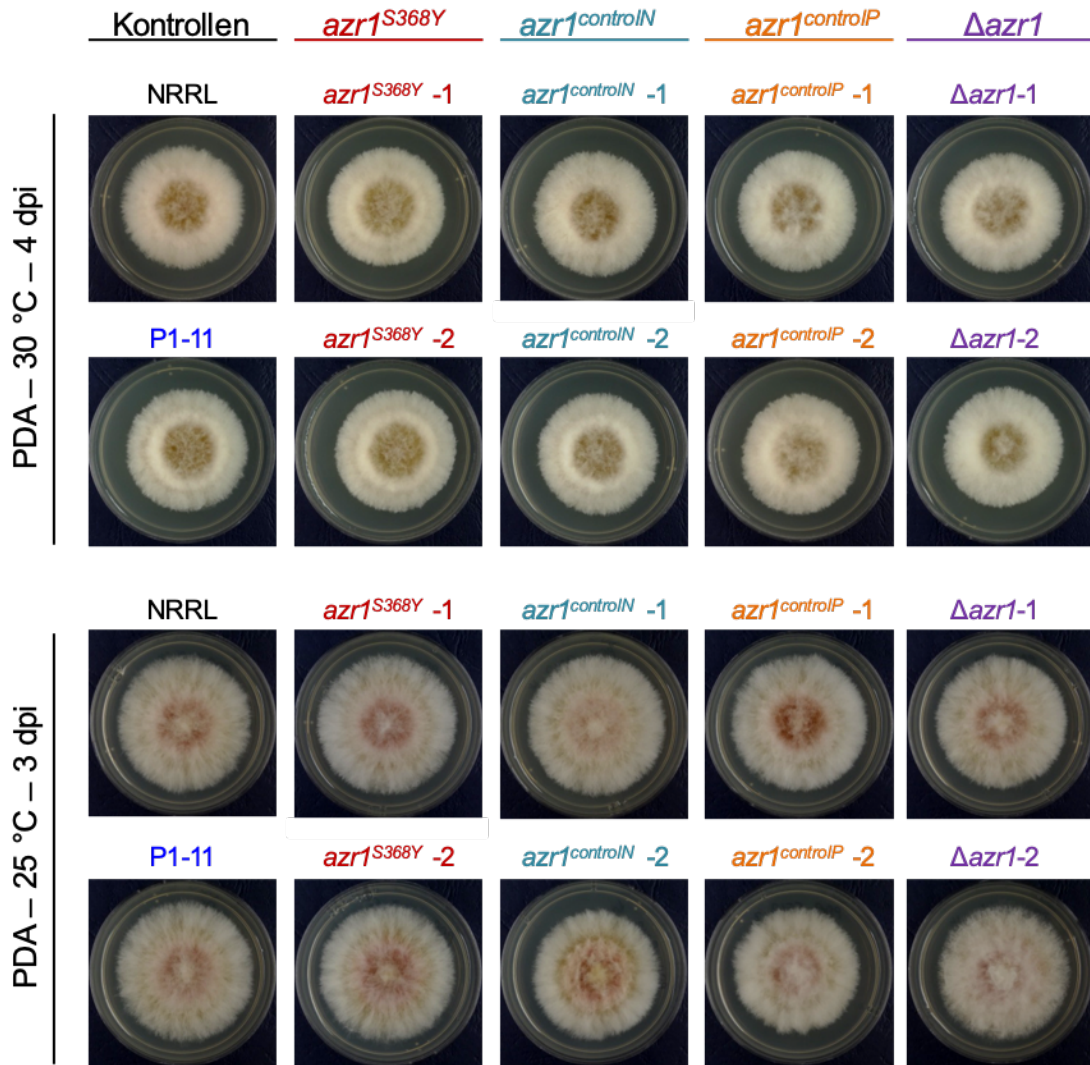 Kontrollen azr1S368Y azr1controlN azr1controlP Δazr1
PDA – 30 °C – 4 dpi
NRRL azr1S368Y -1 azr1controlN -1 azr1controlP -1 Δazr1-1
P1-11 azr1S368Y -2 azr1controlN -2 azr1controlP -2 Δazr1-2
PDA – 25 °C – 3 dpi
NRRL azr1S368Y -1 azr1controlN -1 azr1controlP -1 Δazr1-1
P1-11 azr1S368Y -2 azr1controlN -2 azr1controlP -2 Δazr1-2